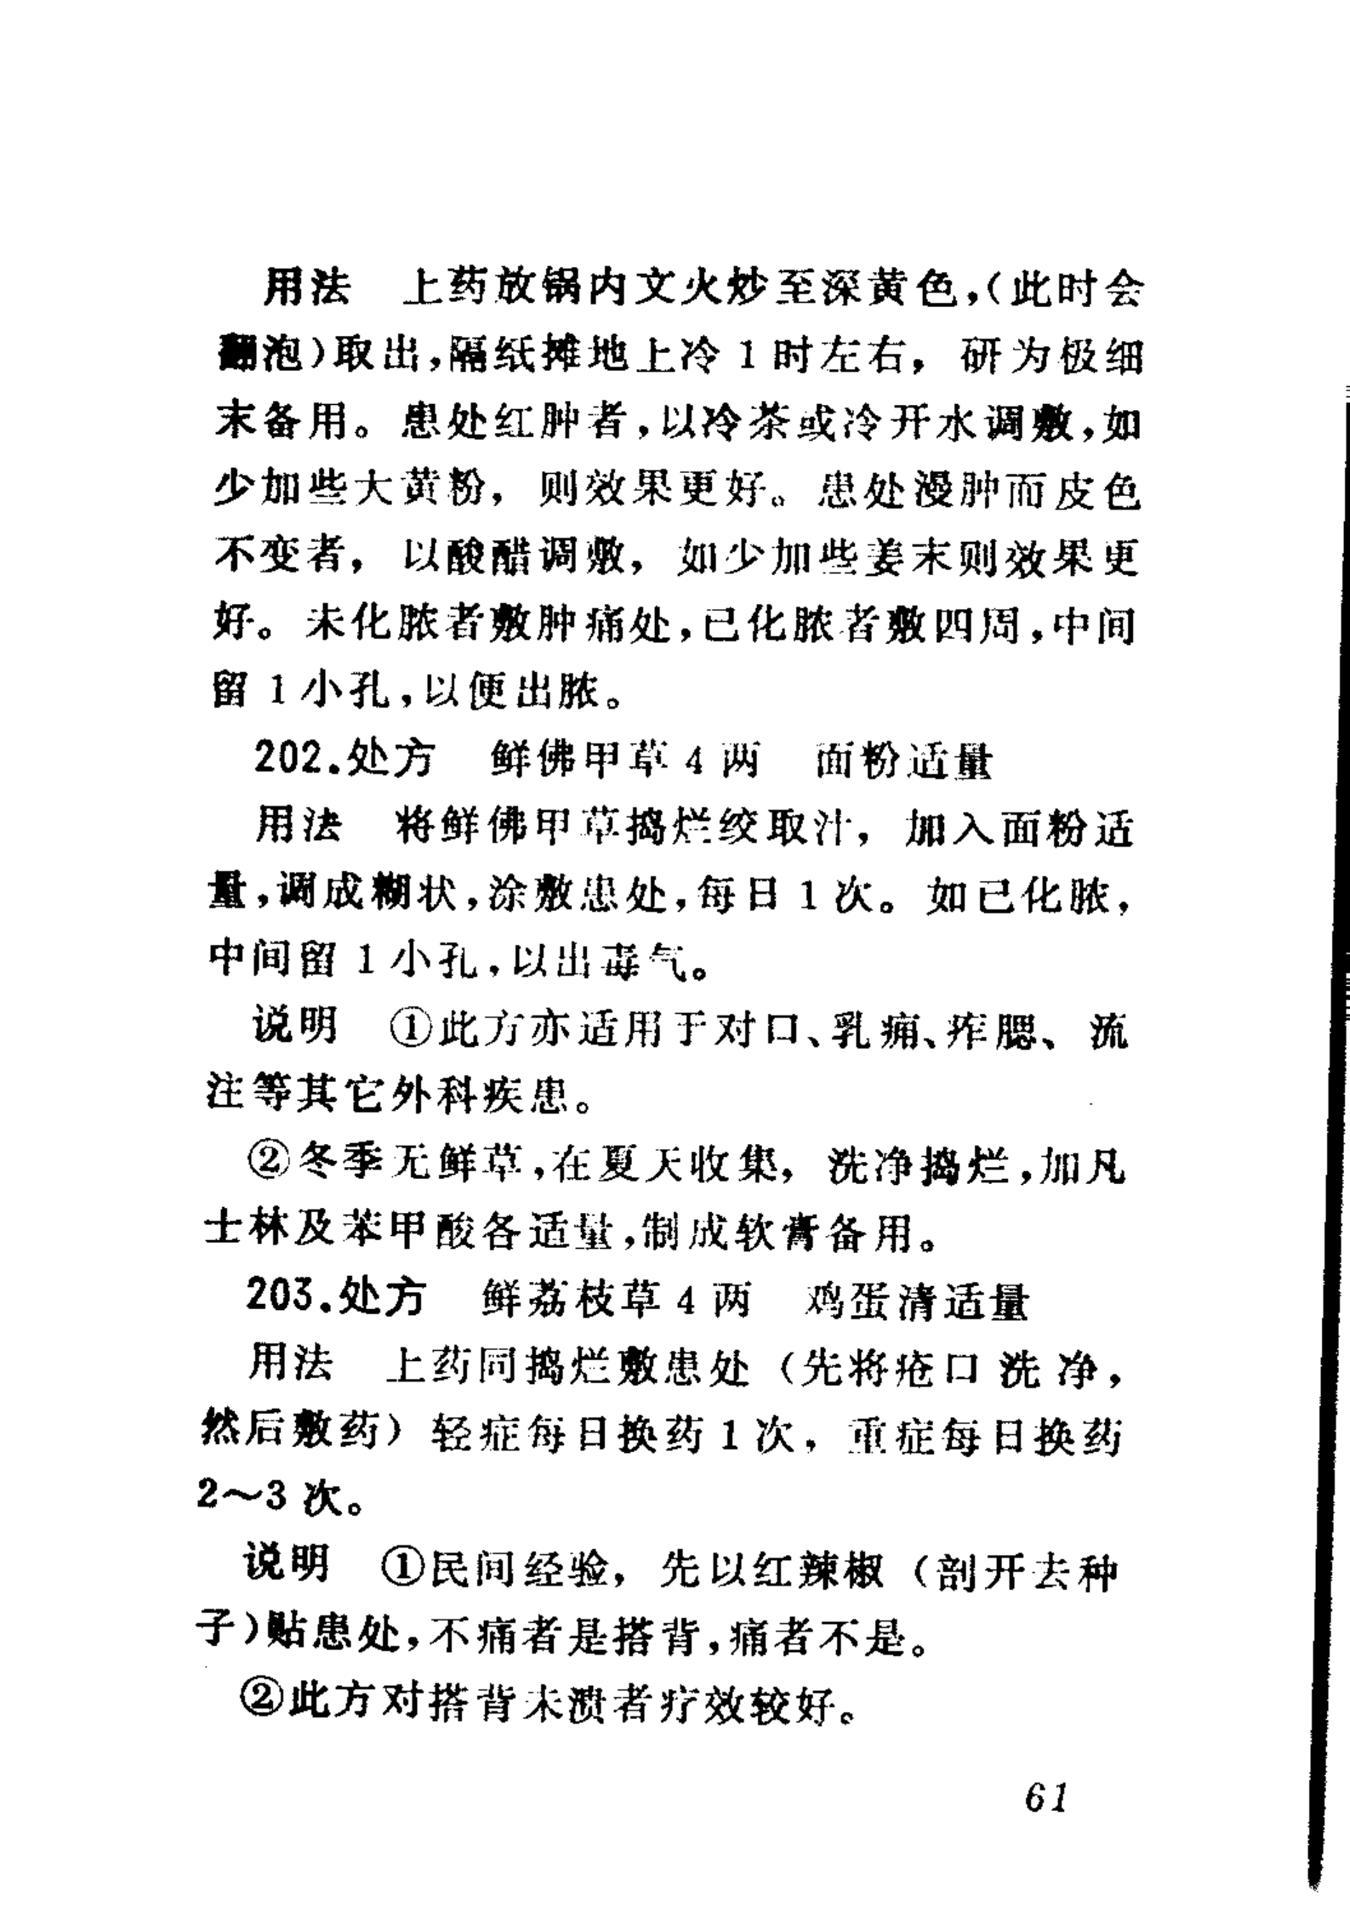 用法　上药放锅内文火炒至深黄色，（此时会
翻泡）取出，隔纸摊地上冷1时左右，研为极细
末备用。患处红肿者，以冷茶或冷开水调敷，如
少加些大黄粉，则效果更好。患处漫肿而皮色
不变者，以酸醋调敷，如少加些姜末则效果更
好。未化脓者敷肿痛处，已化脓者敷四周，中间
留1小孔，以便出脓。
202.处方　鲜佛甲草4两　面粉适量
用法　将鲜佛甲草捣烂绞取汁，加入面粉适
量，调成糊状，涂敷患处，每日1次。如已化脓，
中间留1小孔，以出毒气。
说明　①此方亦适用于对口、乳痈、痄腮、流
注等其它外科疾患。
②冬季无鲜草，在夏天收集，洗净捣烂，加凡
士林及苯甲酸各适量，制成软膏备用。
203.处方　鲜荔枝草4两　鸡蛋清适量
用法　上药同捣烂敷患处（先将疮口洗净，
然后敷药）轻症每日换药1次，重症每日换药
2～3次。
说明　①民间经验，先以红辣椒（剖开去种
子）贴患处，不痛者是搭背，痛者不是。
②此方对搭背未溃者疗效较好。
61